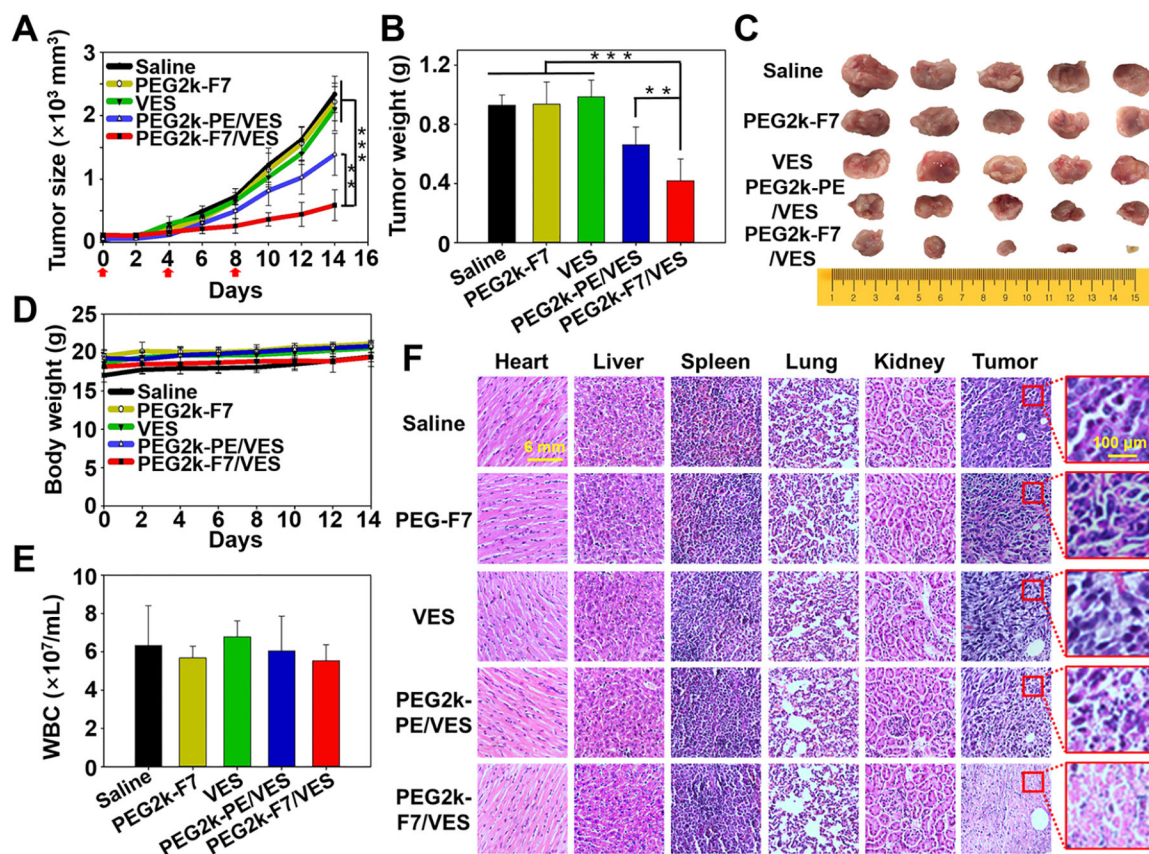 A
Tumor size (×10³ mm³)
3
2
1
0
Saline
PEG2k-F7
VES
PEG2k-PE/VES
PEG2k-F7/VES
***
**
0 2 4 6 8 10 12 14 16
Days
B
Tumor weight (g)
1.2
0.8
0.4
0
***
**
Saline
PEG2k-F7
VES
PEG2k-PE/VES
PEG2k-F7/VES
C
Saline
PEG2k-F7
VES
PEG2k-PE
/VES
PEG2k-F7
/VES
1 2 3 4 5 6 7 8 9 10 11 12 13 14 15
D
Body weight (g)
25
20
15
10
5
0
Saline
PEG2k-F7
VES
PEG2k-PE/VES
PEG2k-F7/VES
0 2 4 6 8 10 12 14
Days
E
WBC (×10⁷/mL)
10
8
6
4
2
0
Saline
PEG2k-F7
VES
PEG2k-PE/VES
PEG2k-F7/VES
F
Heart Liver Spleen Lung Kidney Tumor
Saline
6 mm
100 μm
PEG-F7
VES
PEG2k-
PE/VES
PEG2k-
F7/VES